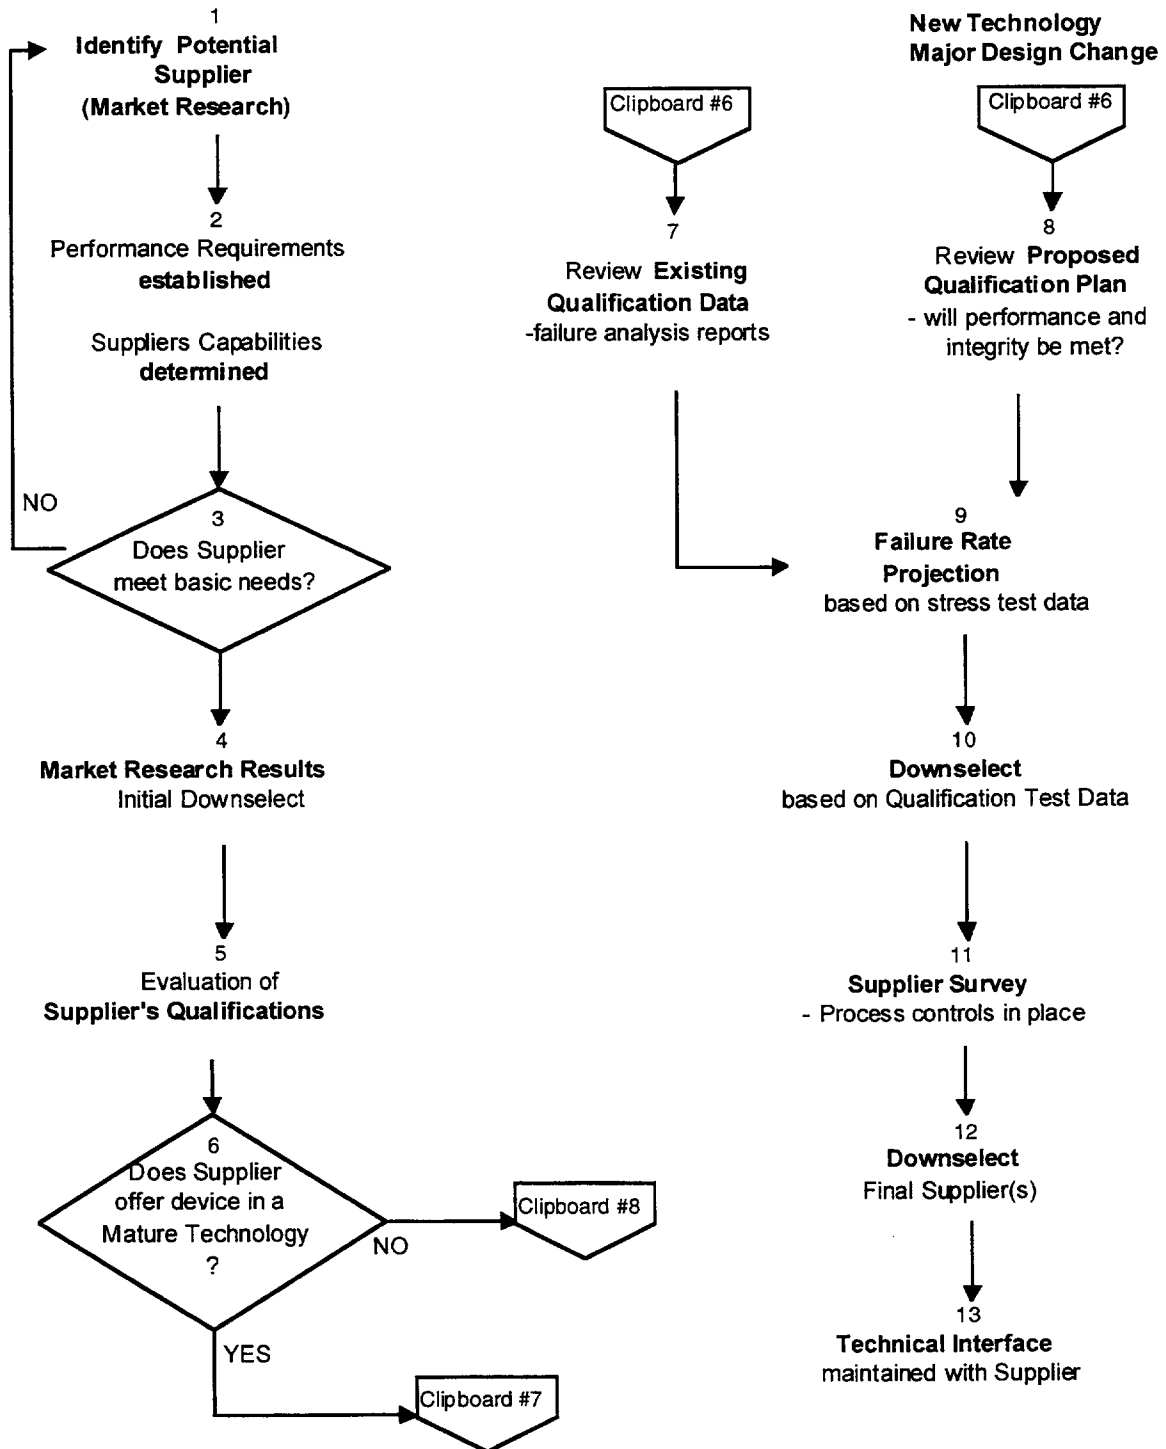 1
Identify Potential
Supplier
(Market Research)
2
Performance Requirements
established
Suppliers Capabilities
determined
NO
3
Does Supplier
meet basic needs?
4
Market Research Results
Initial Downselect
5
Evaluation of
Supplier's Qualifications
6
Does Supplier
offer device in a
Mature Technology
?
NO
Clipboard #8
YES
Clipboard #7
Clipboard #6
7
Review Existing
Qualification Data
-failure analysis reports
New Technology
Major Design Change
Clipboard #6
8
Review Proposed
Qualification Plan
- will performance and
integrity be met?
9
Failure Rate
Projection
based on stress test data
10
Downselect
based on Qualification Test Data
11
Supplier Survey
- Process controls in place
12
Downselect
Final Supplier(s)
13
Technical Interface
maintained with Supplier